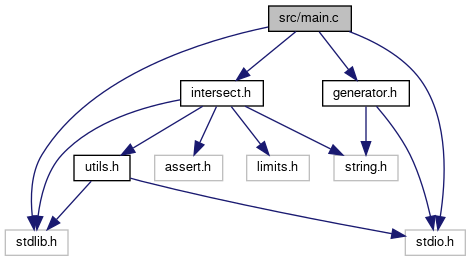 src/main.c
intersect.h
generator.h
utils.h
assert.h
limits.h
string.h
stdlib.h
stdio.h